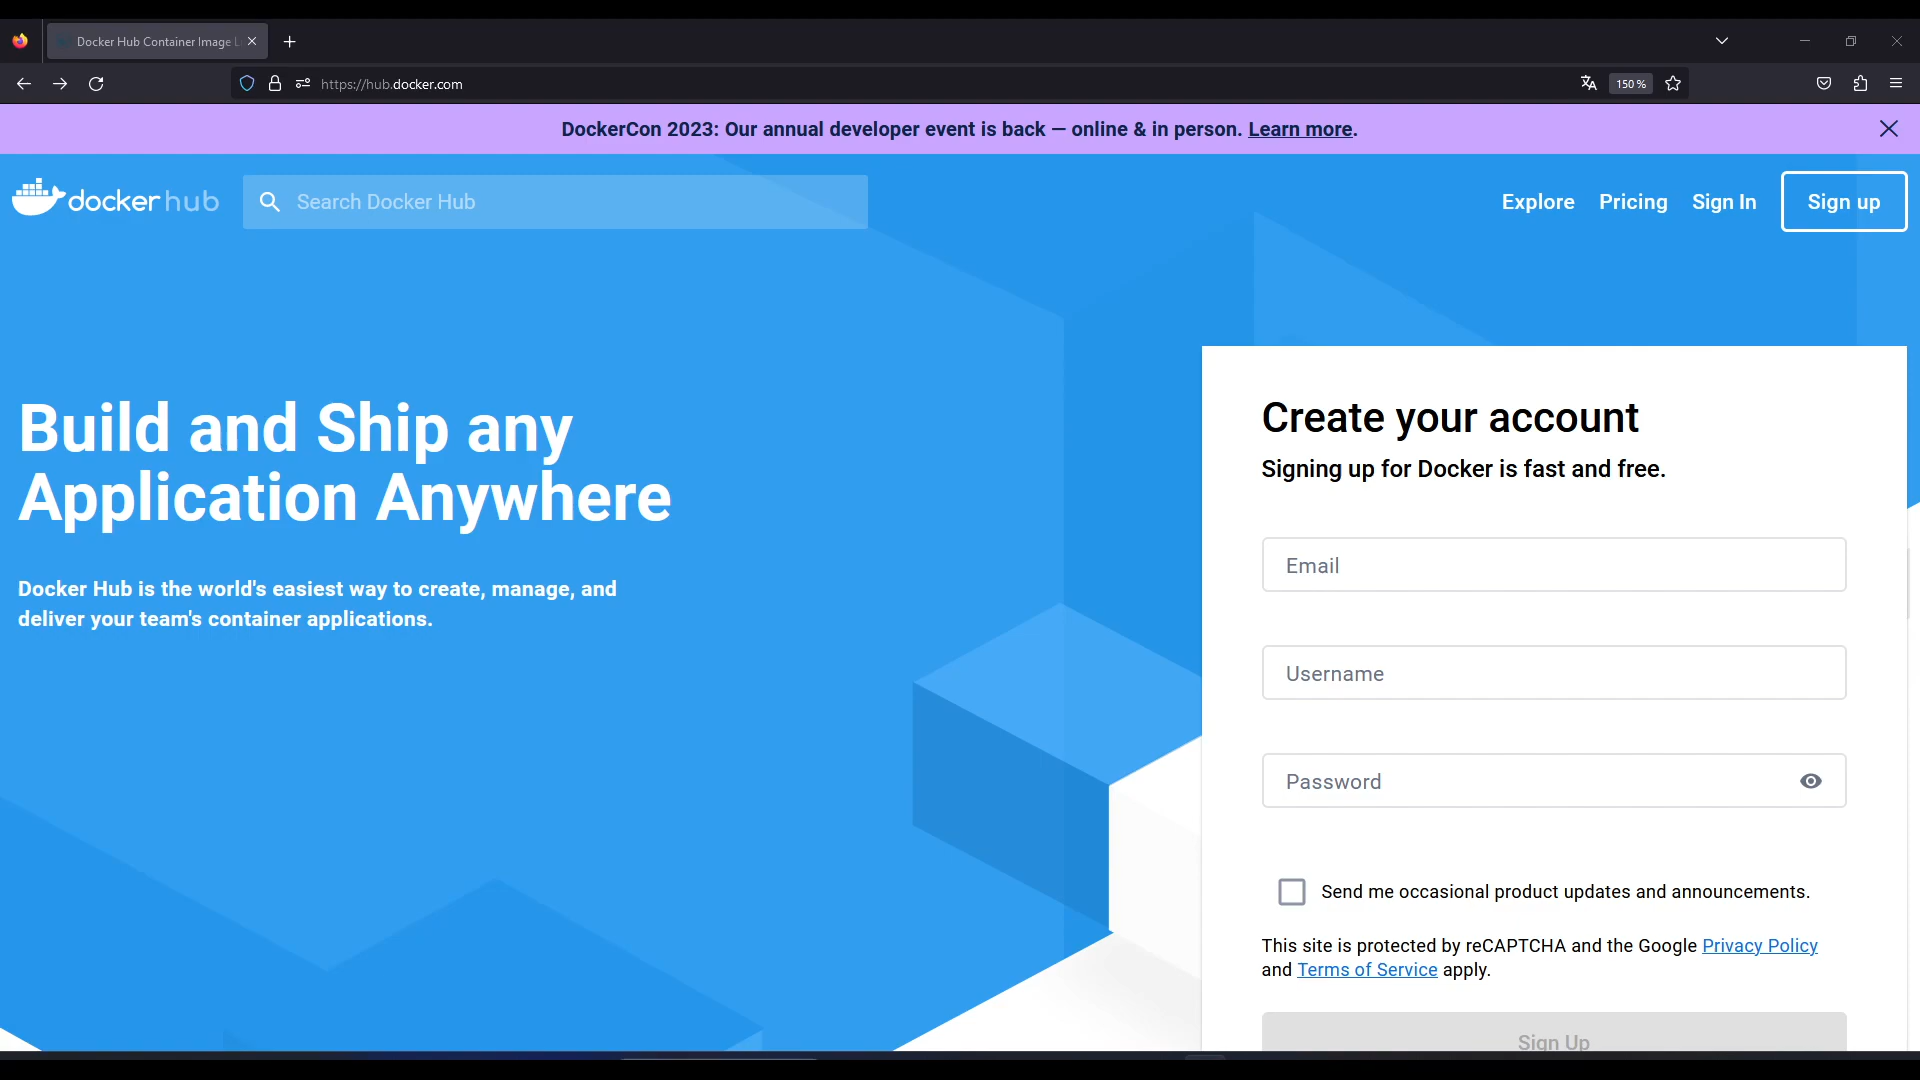 Docker Hub Container Image L
https://hub.docker.com
150 %
DockerCon 2023: Our annual developer event is back — online & in person. Learn more.
docker hub
Search Docker Hub
Explore
Pricing
Sign In
Sign up
Build and Ship any
Application Anywhere
Docker Hub is the world's easiest way to create, manage, and
deliver your team's container applications.
Create your account
Signing up for Docker is fast and free.
Email
Username
Password
Send me occasional product updates and announcements.
This site is protected by reCAPTCHA and the Google Privacy Policy
and Terms of Service apply.
Sign Up